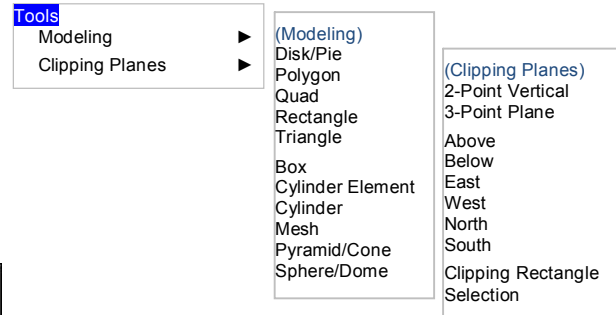 Tools
Modeling ►
Clipping Planes ►
(Modeling)
Disk/Pie
Polygon
Quad
Rectangle
Triangle
Box
Cylinder Element
Cylinder
Mesh
Pyramid/Cone
Sphere/Dome
(Clipping Planes)
2-Point Vertical
3-Point Plane
Above
Below
East
West
North
South
Clipping Rectangle
Selection